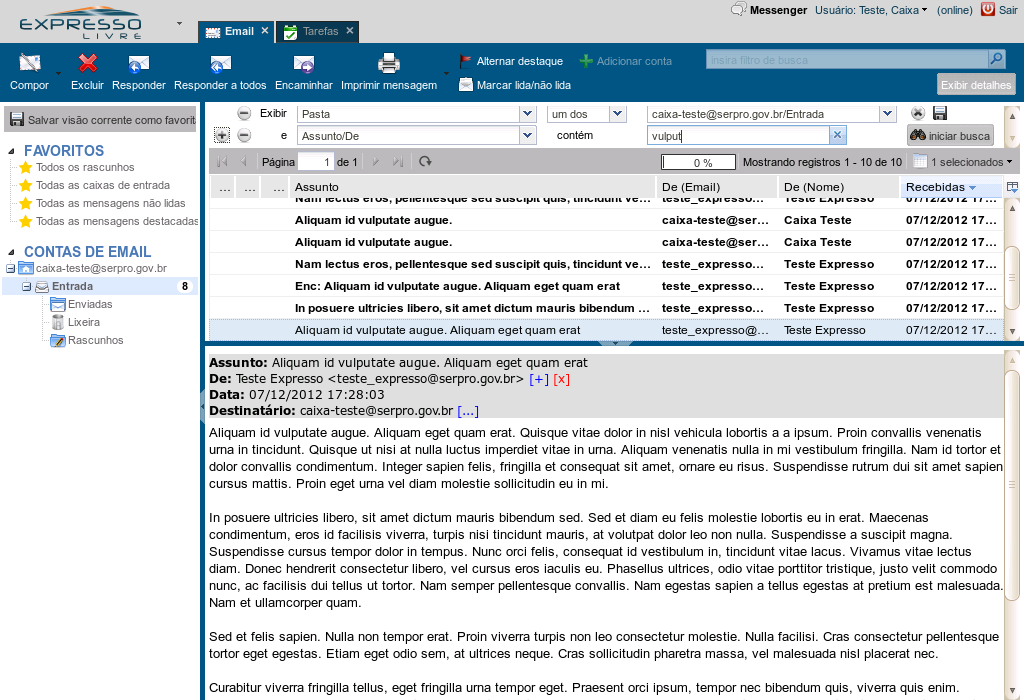 EXPRESSO
LIVRE
Email
Tarefas
Messenger Usuário: Teste, Caixa (online) Sair
Compor
Excluir
Responder
Responder a todos
Encaminhar
Imprimir mensagem
Alternar destaque
Marcar lida/não lida
Adicionar conta
insira filtro de busca
Exibir detalhes
Salvar visão corrente como favorit
FAVORITOS
Todos os rascunhos
Todas as caixas de entrada
Todas as mensagens não lidas
Todas as mensagens destacadas
CONTAS DE EMAIL
caixa-teste@serpro.gov.br
Entrada 8
Enviadas
Lixeira
Rascunhos
Exibir Pasta um dos caixa-teste@serpro.gov.br/Entrada
e Assunto/De contém vulput iniciar busca
Página 1 de 1 0 % Mostrando registros 1 - 10 de 10 1 selecionados
... ... ... Assunto De (Email) De (Nome) Recebidas
Nam lectus eros, pellentesque sed suscipit quis, tincidunt ve... teste_expresso... Teste Expresso 07/12/2012 17...
Aliquam id vulputate augue. caixa-teste@ser... Caixa Teste 07/12/2012 17...
Aliquam id vulputate augue. caixa-teste@ser... Caixa Teste 07/12/2012 17...
Nam lectus eros, pellentesque sed suscipit quis, tincidunt ve... teste_expresso... Teste Expresso 07/12/2012 17...
Enc: Aliquam id vulputate augue. Aliquam eget quam erat teste_expresso... Teste Expresso 07/12/2012 17...
In posuere ultricies libero, sit amet dictum mauris bibendum ... teste_expresso... Teste Expresso 07/12/2012 17...
Aliquam id vulputate augue. Aliquam eget quam erat teste_expresso@... Teste Expresso 07/12/2012 17...
Assunto: Aliquam id vulputate augue. Aliquam eget quam erat
De: Teste Expresso <teste_expresso@serpro.gov.br> [+] [x]
Data: 07/12/2012 17:28:03
Destinatário: caixa-teste@serpro.gov.br [...]
Aliquam id vulputate augue. Aliquam eget quam erat. Quisque vitae dolor in nisl vehicula lobortis a a ipsum. Proin convallis venenatis
urna in tincidunt. Quisque ut nisi at nulla luctus imperdiet vitae in urna. Aliquam venenatis nulla in mi vestibulum fringilla. Nam id tortor et
dolor convallis condimentum. Integer sapien felis, fringilla et consequat sit amet, ornare eu risus. Suspendisse rutrum dui sit amet sapien
cursus mattis. Proin eget urna vel diam molestie sollicitudin eu in mi.
In posuere ultricies libero, sit amet dictum mauris bibendum sed. Sed et diam eu felis molestie lobortis eu in erat. Maecenas
condimentum, eros id facilisis viverra, turpis nisi tincidunt mauris, at volutpat dolor leo non nulla. Suspendisse a suscipit magna.
Suspendisse cursus tempor dolor in tempus. Nunc orci felis, consequat id vestibulum in, tincidunt vitae lacus. Vivamus vitae lectus
diam. Donec hendrerit consectetur libero, vel cursus eros iaculis eu. Phasellus ultrices, odio vitae porttitor tristique, justo velit commodo
nunc, ac facilisis dui tellus ut tortor. Nam semper pellentesque convallis. Nam egestas sapien a tellus egestas at pretium est malesuada.
Nam et ullamcorper quam.
Sed et felis sapien. Nulla non tempor erat. Proin viverra turpis non leo consectetur molestie. Nulla facilisi. Cras consectetur pellentesque
tortor eget egestas. Etiam eget odio sem, at ultrices neque. Cras sollicitudin pharetra massa, vel malesuada nisl placerat nec.
Curabitur viverra fringilla tellus, eget fringilla urna tempor eget. Praesent orci ipsum, tempor nec bibendum quis, viverra quis enim.